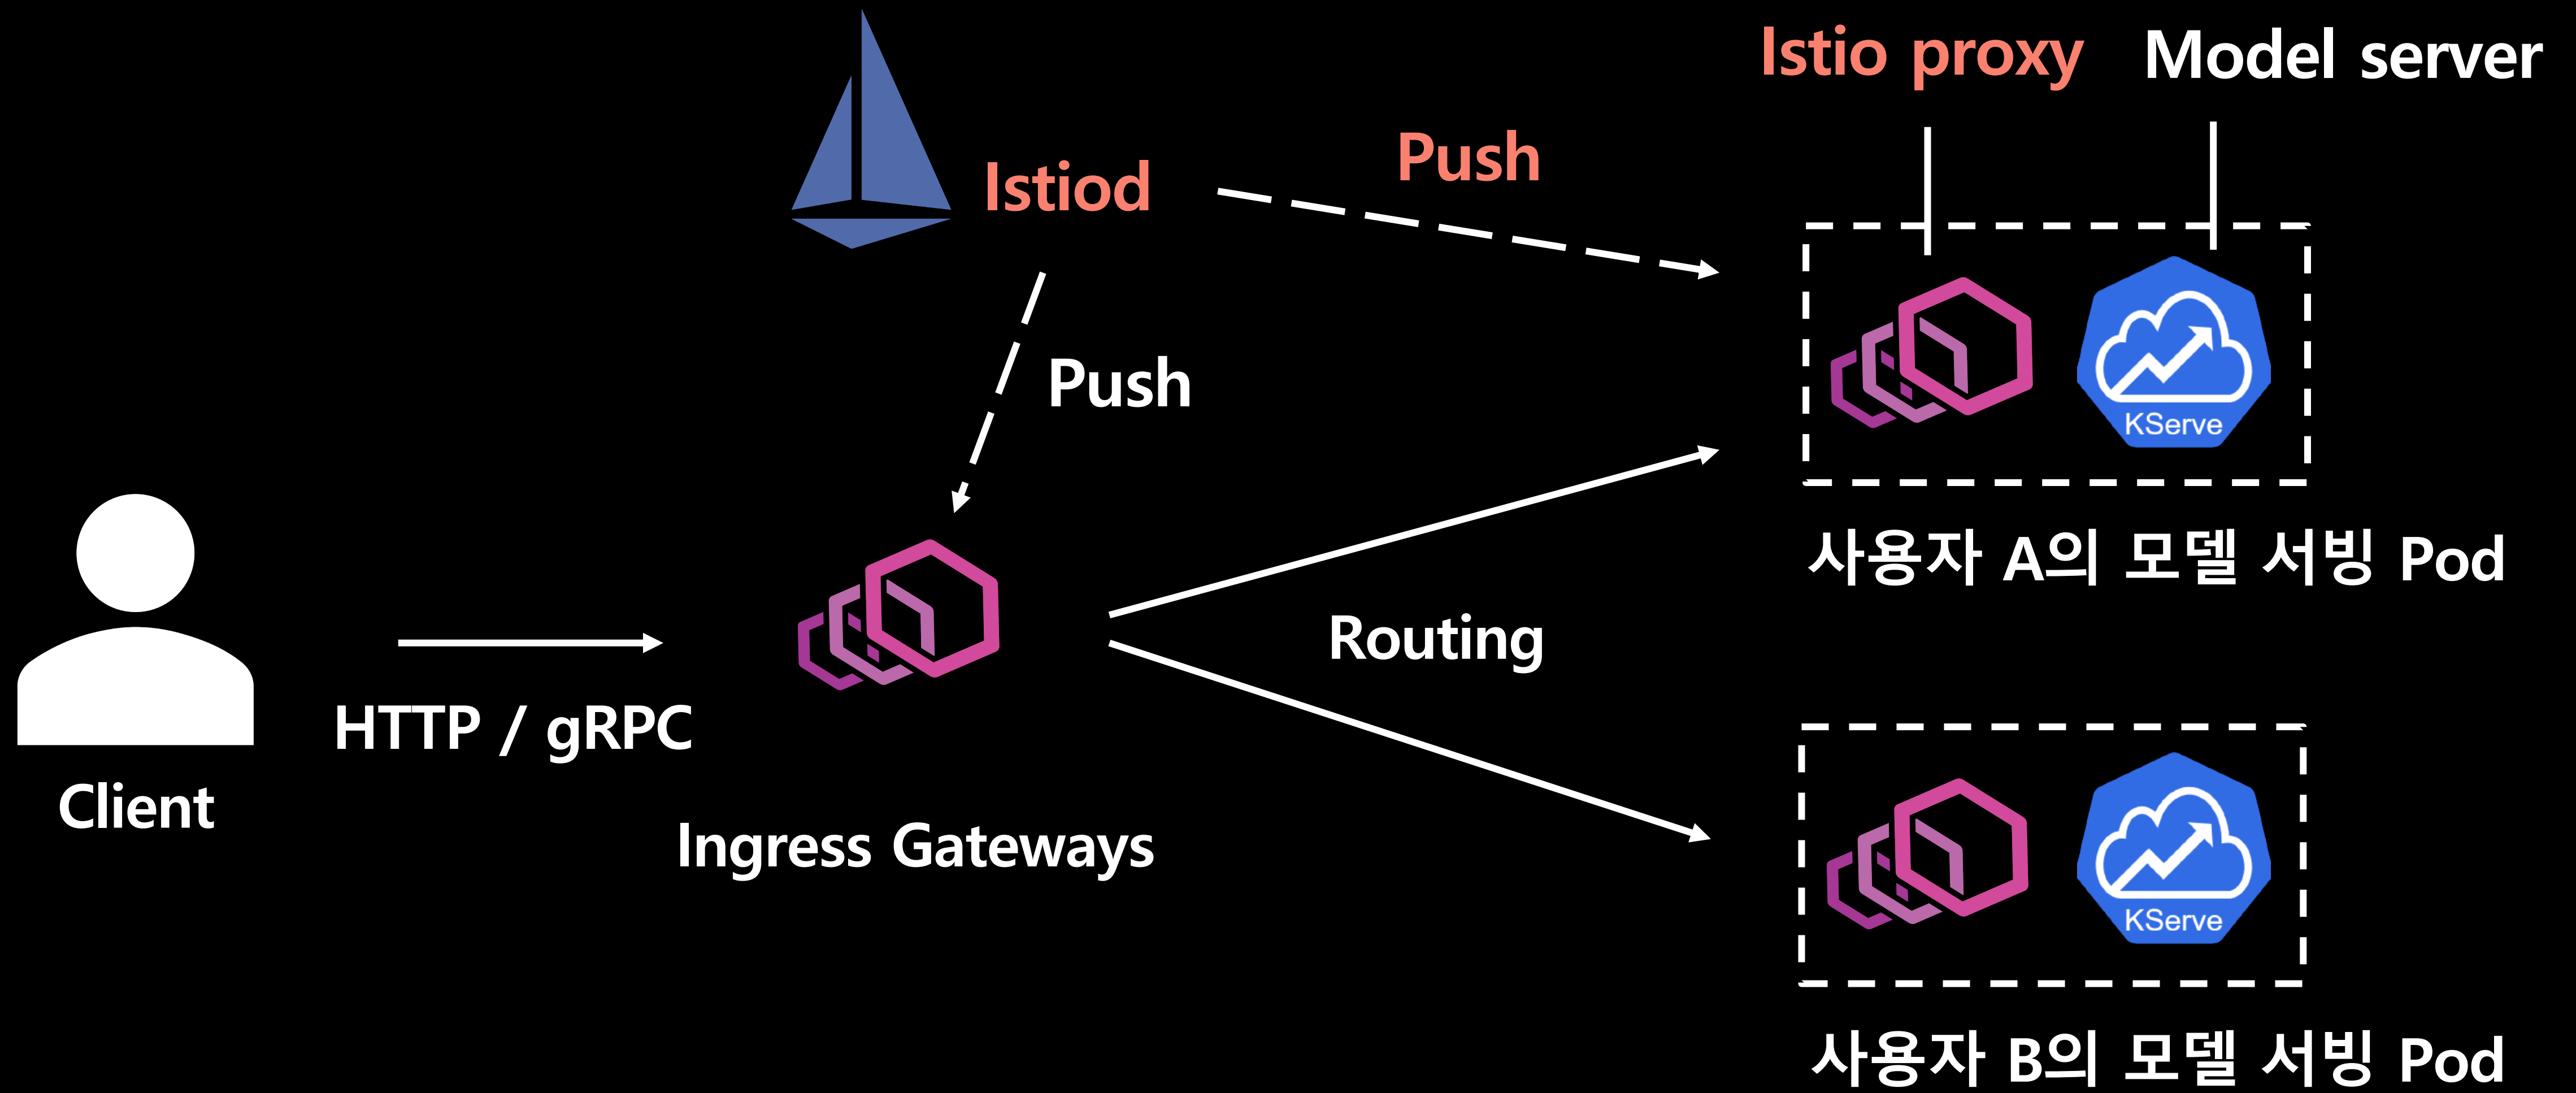 Istio proxy
Model server
Push
Istiod
Push
KServe
사용자 A의 모델 서빙 Pod
Routing
HTTP / gRPC
Client
Ingress Gateways
KServe
사용자 B의 모델 서빙 Pod